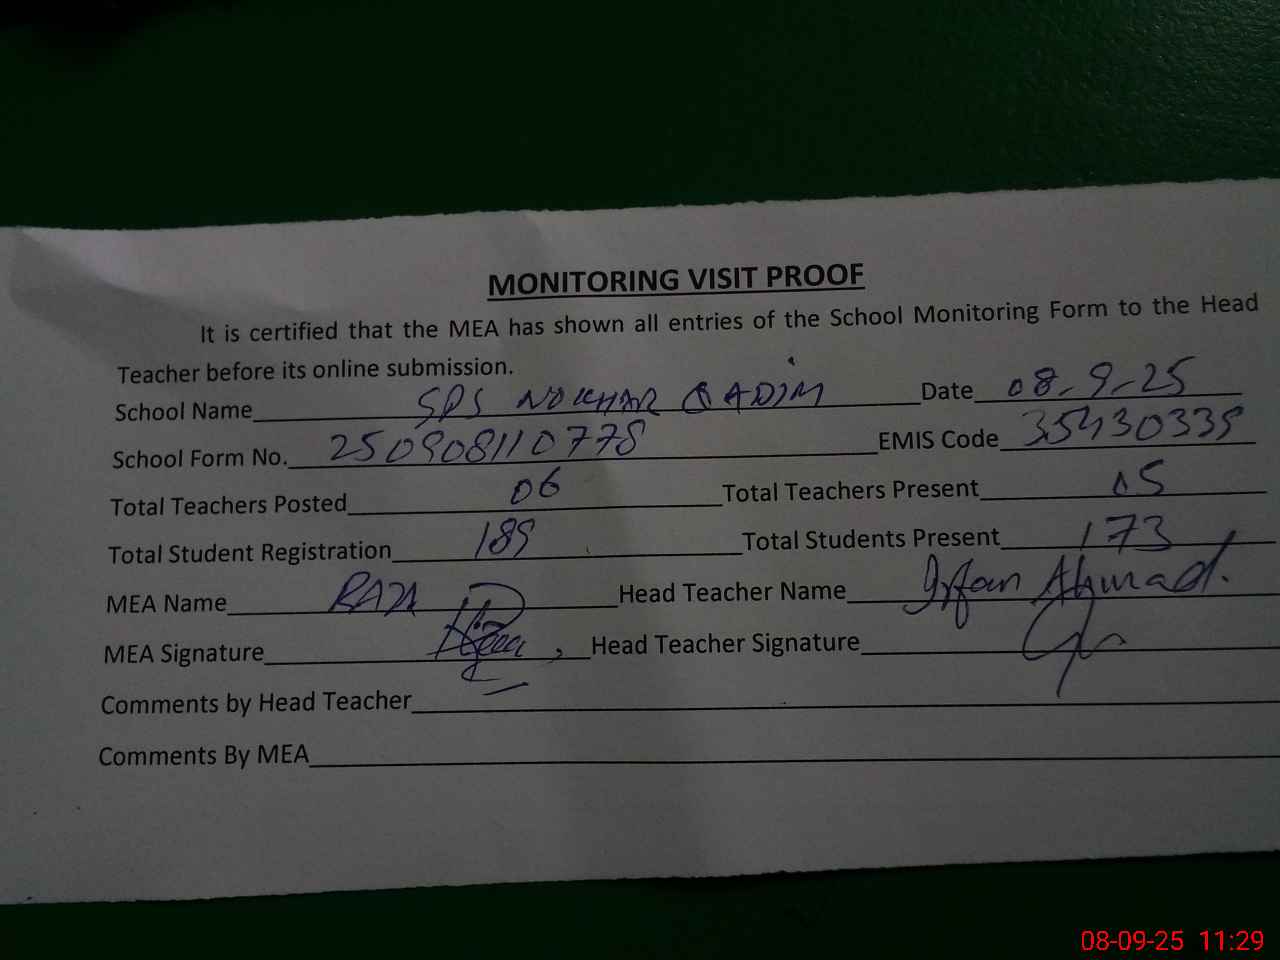 MONITORING VISIT PROOF
It is certified that the MEA has shown all entries of the School Monitoring Form to the Head
Teacher before its online submission.
School Name SPS NOKHAR QADIM Date 08-9-25
School Form No. 250908110778 EMIS Code 35430339
Total Teachers Posted 06 Total Teachers Present 05
Total Student Registration 189 Total Students Present 173
MEA Name RAZA Head Teacher Name Irfan Ahmad.
MEA Signature Head Teacher Signature
Comments by Head Teacher
Comments By MEA
08-09-25 11:29